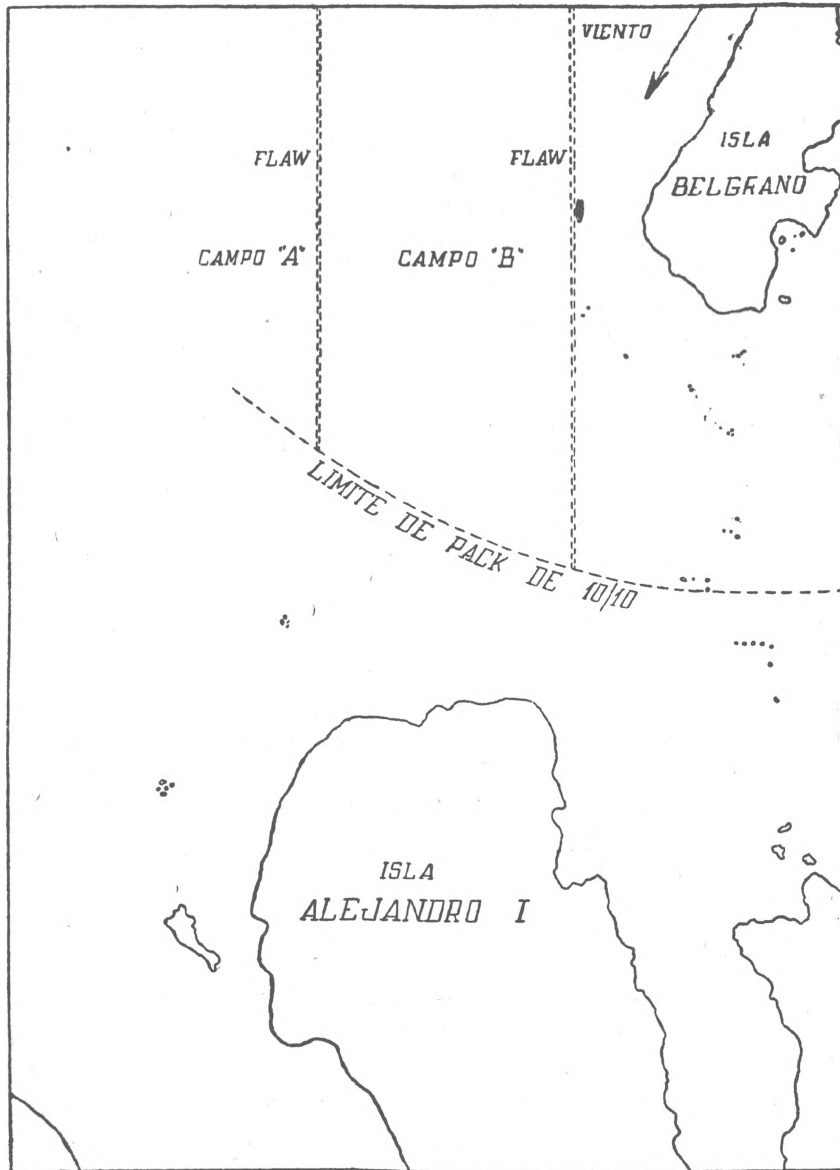 VIENTO
ISLA
BELGRANO
FLAW
FLAW
CAMPO "A"
CAMPO "B"
LIMITE DE PACK DE 10/10
ISLA
ALEJANDRO I